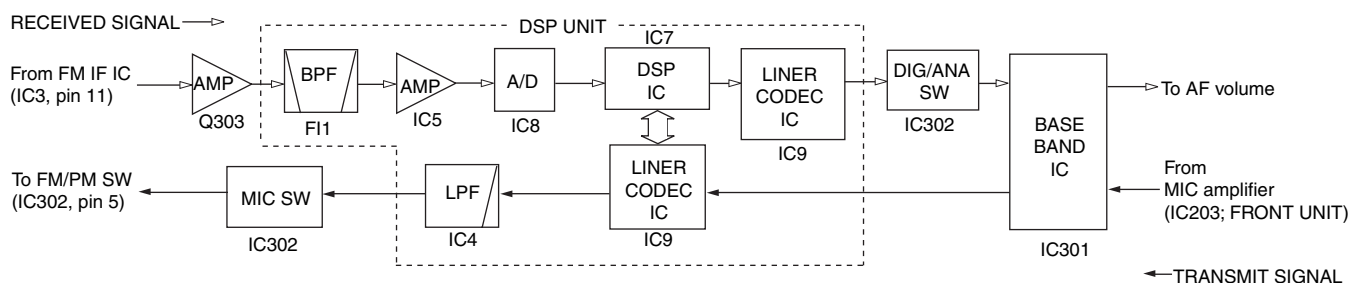 RECEIVED SIGNAL
DSP UNIT
From FM IF IC
(IC3, pin 11)
AMP
Q303
BPF
FI1
AMP
IC5
A/D
IC8
IC7
DSP
IC
LINER
CODEC
IC
IC9
DIG/ANA
SW
IC302
BASE
BAND
IC
IC301
To AF volume
To FM/PM SW
(IC302, pin 5)
MIC SW
IC302
LPF
IC4
LINER
CODEC
IC
IC9
From
MIC amplifier
(IC203; FRONT UNIT)
TRANSMIT SIGNAL